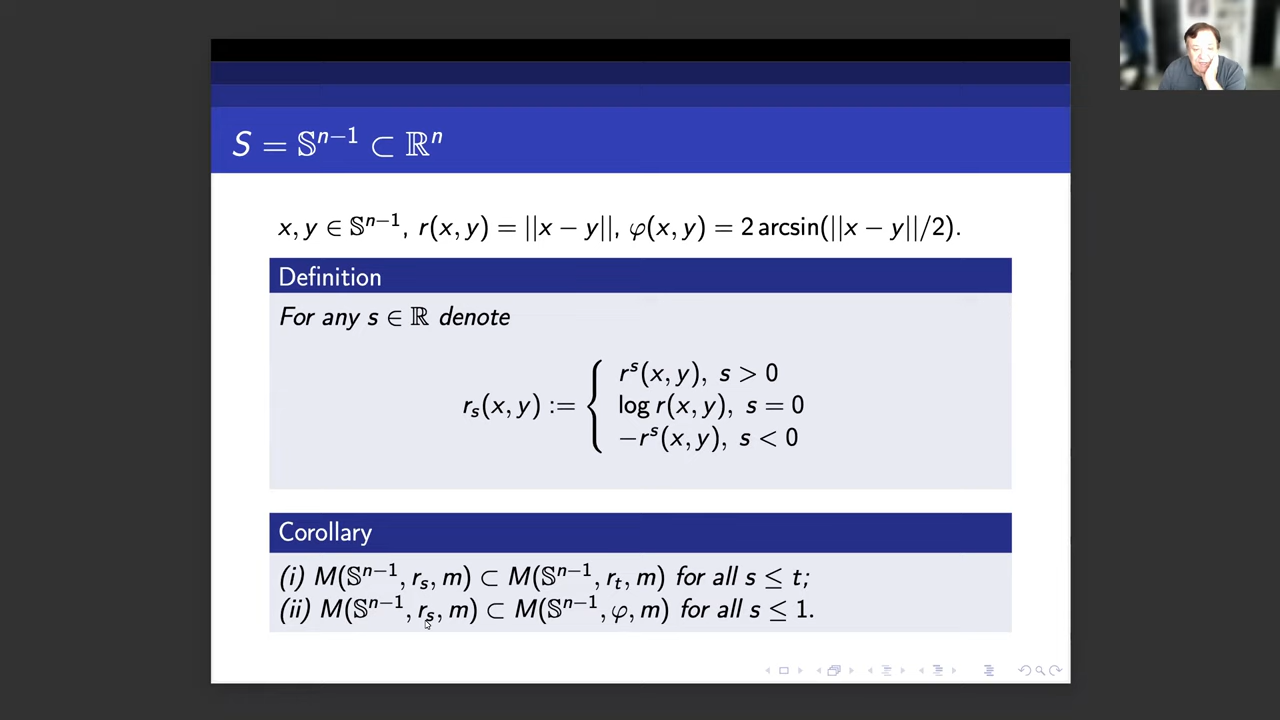 S = 𝕊ⁿ⁻¹ ⊂ ℝⁿ
x, y ∈ 𝕊ⁿ⁻¹, r(x, y) = ||x − y||, φ(x, y) = 2 arcsin(||x − y||/2).
Definition
For any s ∈ ℝ denote
rˢ(x, y), s > 0
rₛ(x, y) := { log r(x, y), s = 0
−rˢ(x, y), s < 0
Corollary
(i) M(𝕊ⁿ⁻¹, rₛ, m) ⊂ M(𝕊ⁿ⁻¹, rₜ, m) for all s ≤ t;
(ii) M(𝕊ⁿ⁻¹, rₛ, m) ⊂ M(𝕊ⁿ⁻¹, φ, m) for all s ≤ 1.